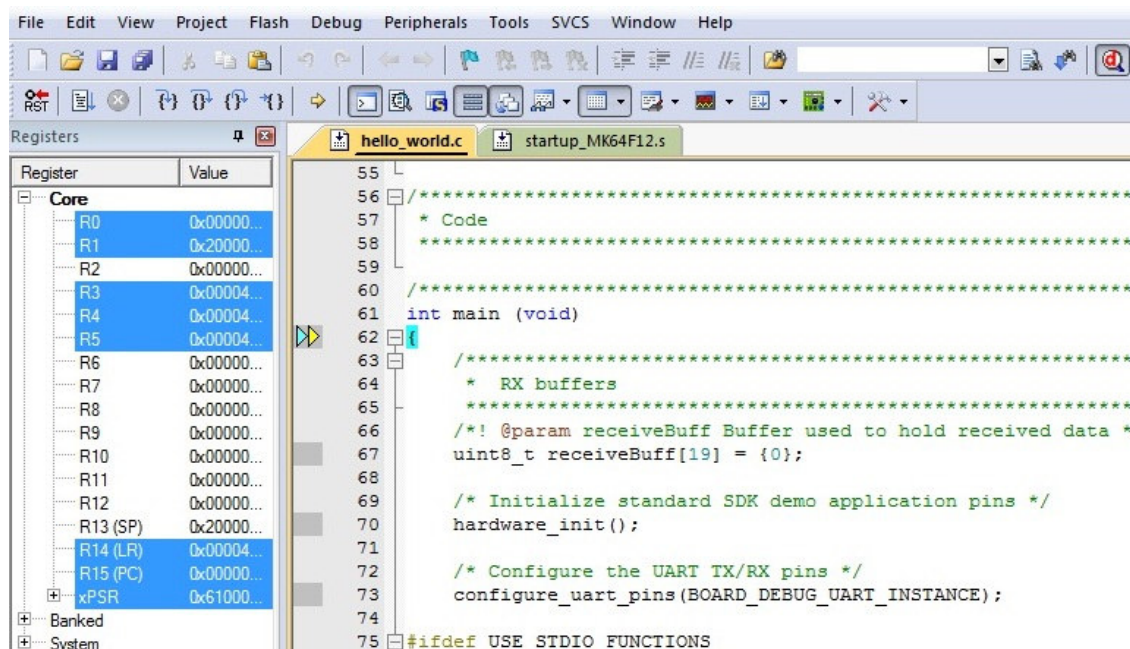 File Edit View Project Flash Debug Peripherals Tools SVCS Window Help
RST
Registers
hello_world.c startup_MK64F12.s
Register Value
Core
R0 0x00000...
R1 0x20000...
R2 0x00000...
R3 0x00004...
R4 0x00004...
R5 0x00004...
R6 0x00000...
R7 0x00000...
R8 0x00000...
R9 0x00000...
R10 0x00000...
R11 0x00000...
R12 0x00000...
R13 (SP) 0x20000...
R14 (LR) 0x00004...
R15 (PC) 0x00000...
xPSR 0x61000...
Banked
System
55
56 /*****************************************************************
57 * Code
58 *****************************************************************
59
60 /*****************************************************************
61 int main (void)
62 {
63 /*************************************************************
64 * RX buffers
65 *************************************************************
66 /*! @param receiveBuff Buffer used to hold received data *
67 uint8_t receiveBuff[19] = {0};
68
69 /* Initialize standard SDK demo application pins */
70 hardware_init();
71
72 /* Configure the UART TX/RX pins */
73 configure_uart_pins(BOARD_DEBUG_UART_INSTANCE);
74
75 #ifdef USE_STDIO_FUNCTIONS